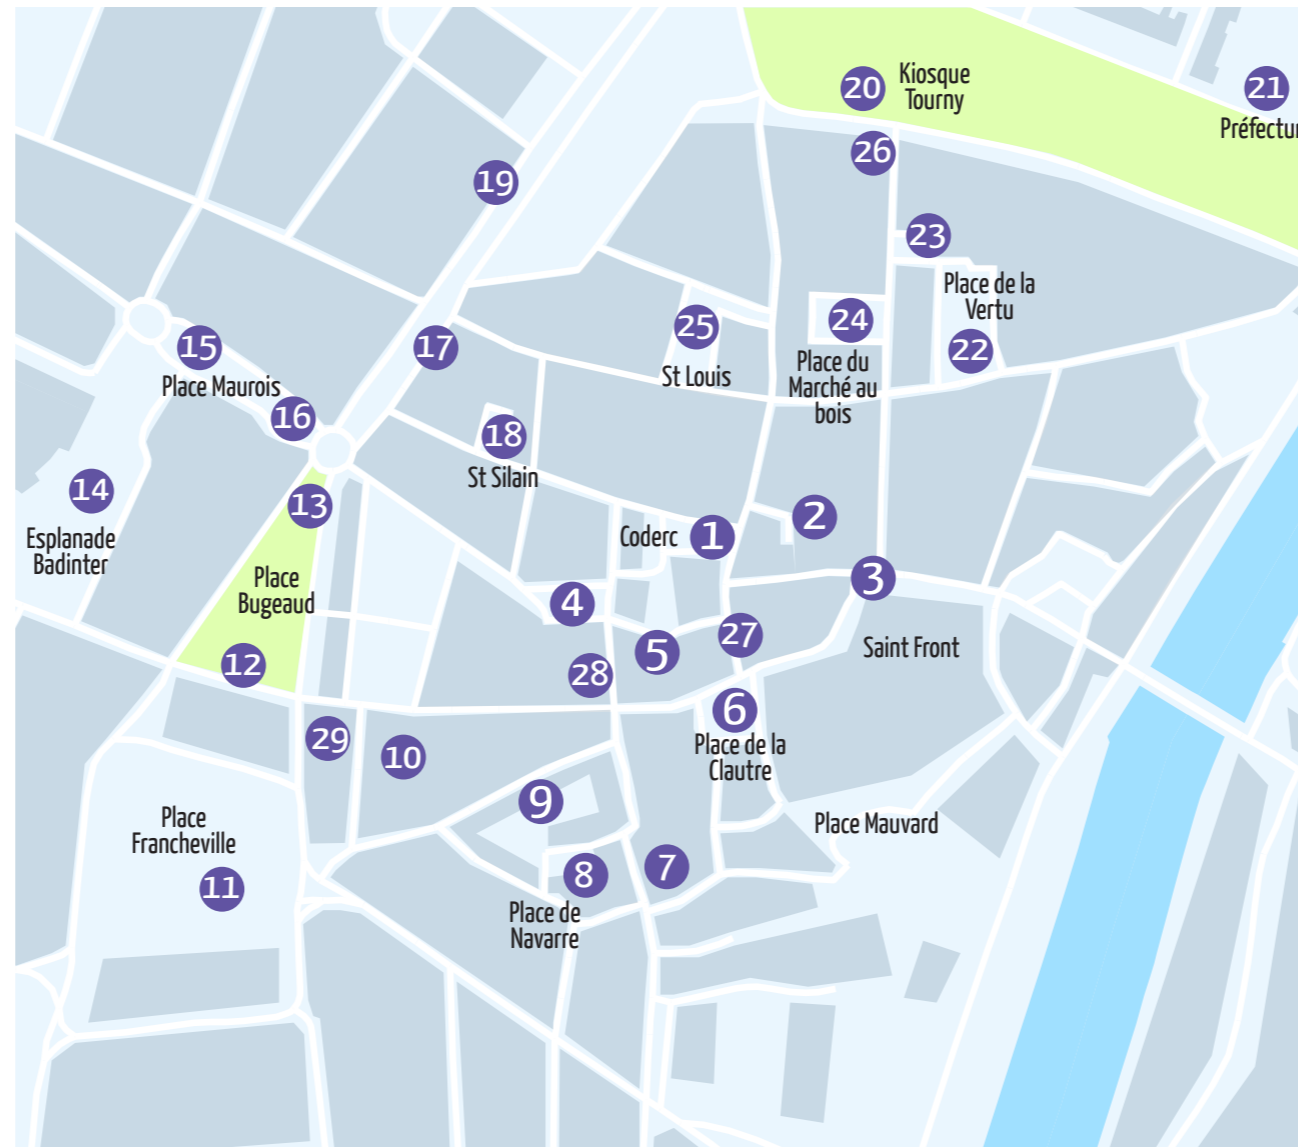 20
Kiosque
Tourny
21
Préfectur
26
19
23
Place de la
Vertu
25
24
17
15
22
Place du
Marché au
bois
St Louis
Place Maurois
16
18
St Silain
14
13
2
Esplanade
Badinter
Coderc
1
Place
Bugeaud
3
4
27
5
Saint Front
12
28
6
29
10
Place de la
Clautre
9
Place
Francheville
Place Mauvard
7
8
11
Place de
Navarre